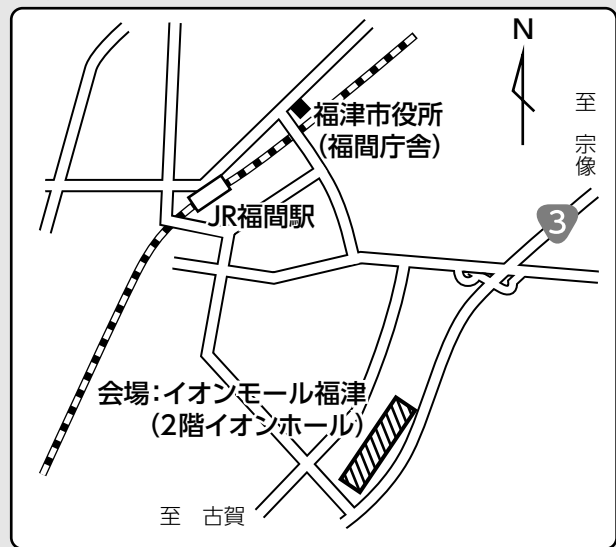 N
至 宗像
福津市役所
（福間庁舎）
JR福間駅
3
会場：イオンモール福津
（2階イオンホール）
至 古賀